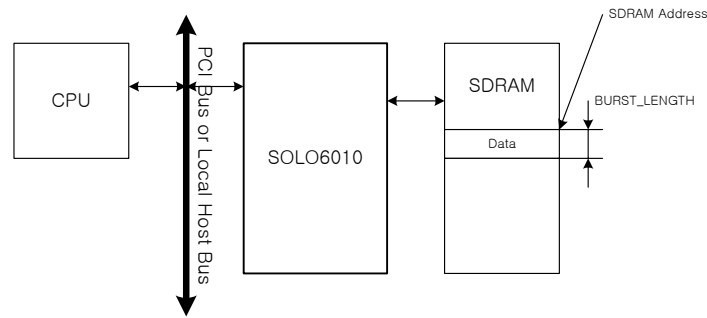 SDRAM Address
CPU
PCI Bus or Local Host Bus
SOLO6010
SDRAM
BURST_LENGTH
Data